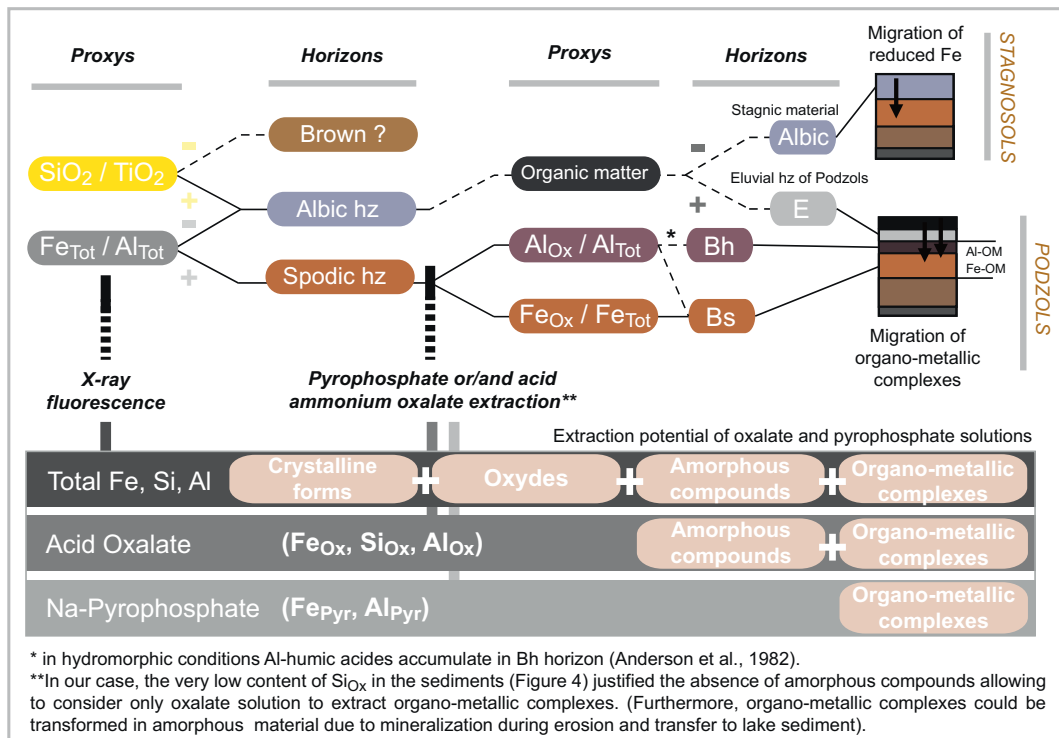 Proxys
Horizons
Proxys
Horizons
Migration of
reduced Fe
STAGNOSOLS
Brown ?
Stagnic material
Albic
SiO2 / TiO2
Organic matter
Eluvial hz of Podzols
Albic hz
E
FeTot / AlTot
AlOx / AlTot
*
Bh
Al-OM
Fe-OM
PODZOLS
Spodic hz
FeOx / FeTot
Bs
Migration of
organo-metallic
complexes
X-ray
fluorescence
Pyrophosphate or/and acid
ammonium oxalate extraction**
Extraction potential of oxalate and pyrophosphate solutions
Total Fe, Si, Al
Crystalline
forms
+
Oxydes
+
Amorphous
compounds
+
Organo-metallic
complexes
Acid Oxalate
(FeOx, SiOx, AlOx)
Amorphous
compounds
+
Organo-metallic
complexes
Na-Pyrophosphate
(FePyr, AlPyr)
Organo-metallic
complexes
* in hydromorphic conditions Al-humic acides accumulate in Bh horizon (Anderson et al., 1982).
**In our case, the very low content of SiOx in the sediments (Figure 4) justified the absence of amorphous compounds allowing
to consider only oxalate solution to extract organo-metallic complexes. (Furthermore, organo-metallic complexes could be
transformed in amorphous material due to mineralization during erosion and transfer to lake sediment).